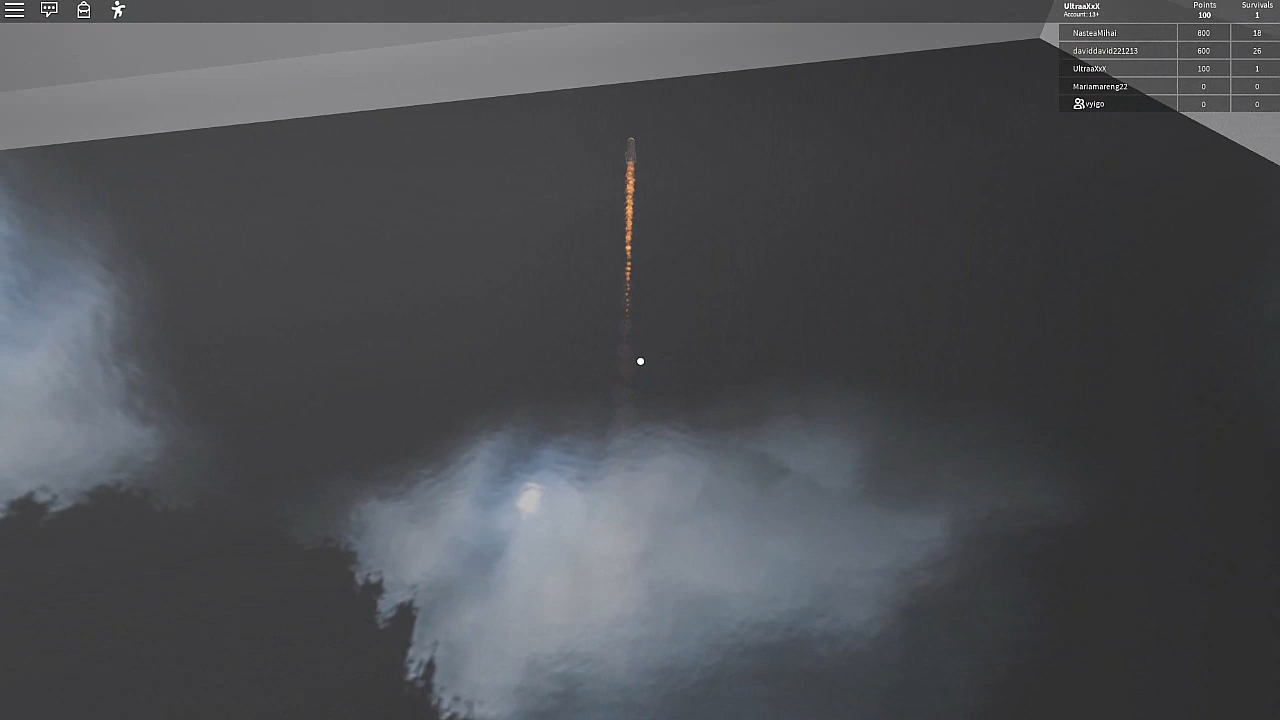 UltraaXxX Points Survivals
Account: 13+ 100 1
NasteaMihai 800 18
daviddavid221213 600 26
UltraaXxX 100 1
Mariamareng22 0 0
vyigo 0 0